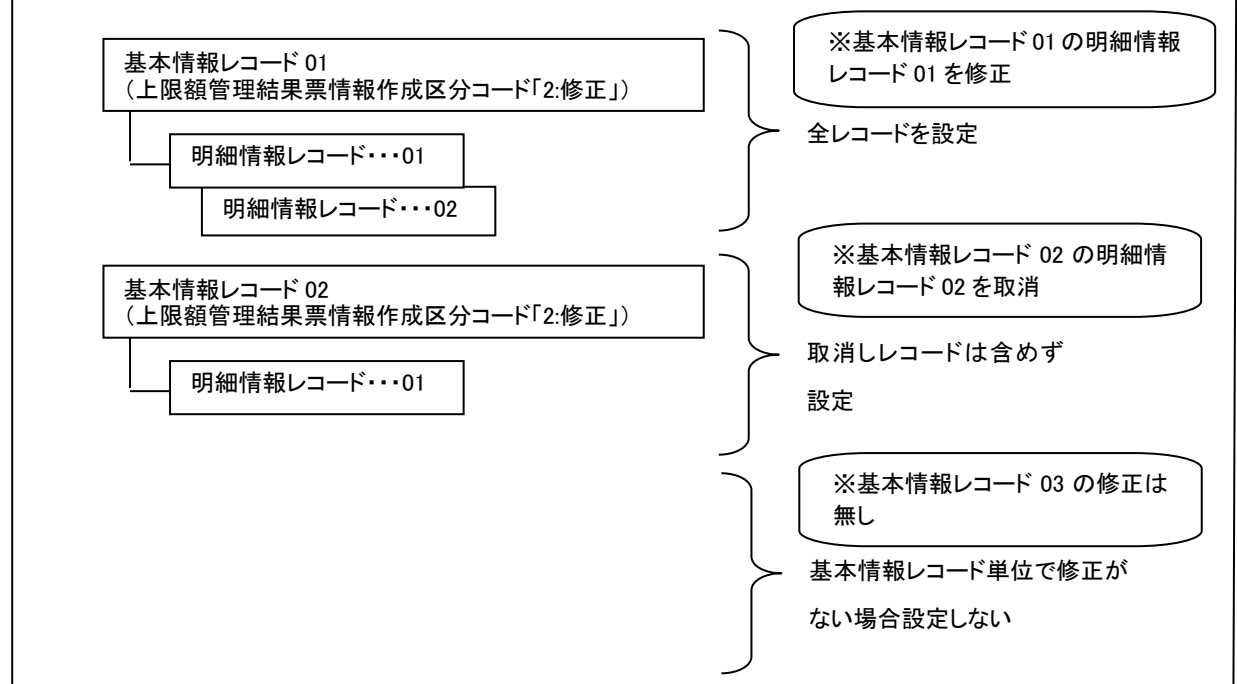 基本情報レコード 01
（上限額管理結果票情報作成区分コード「2:修正」）
明細情報レコード・・・01
明細情報レコード・・・02
※基本情報レコード 01 の明細情報
レコード 01 を修正
全レコードを設定
基本情報レコード 02
（上限額管理結果票情報作成区分コード「2:修正」）
明細情報レコード・・・01
※基本情報レコード 02 の明細情
報レコード 02 を取消
取消しレコードは含めず
設定
※基本情報レコード 03 の修正は
無し
基本情報レコード単位で修正が
ない場合設定しない